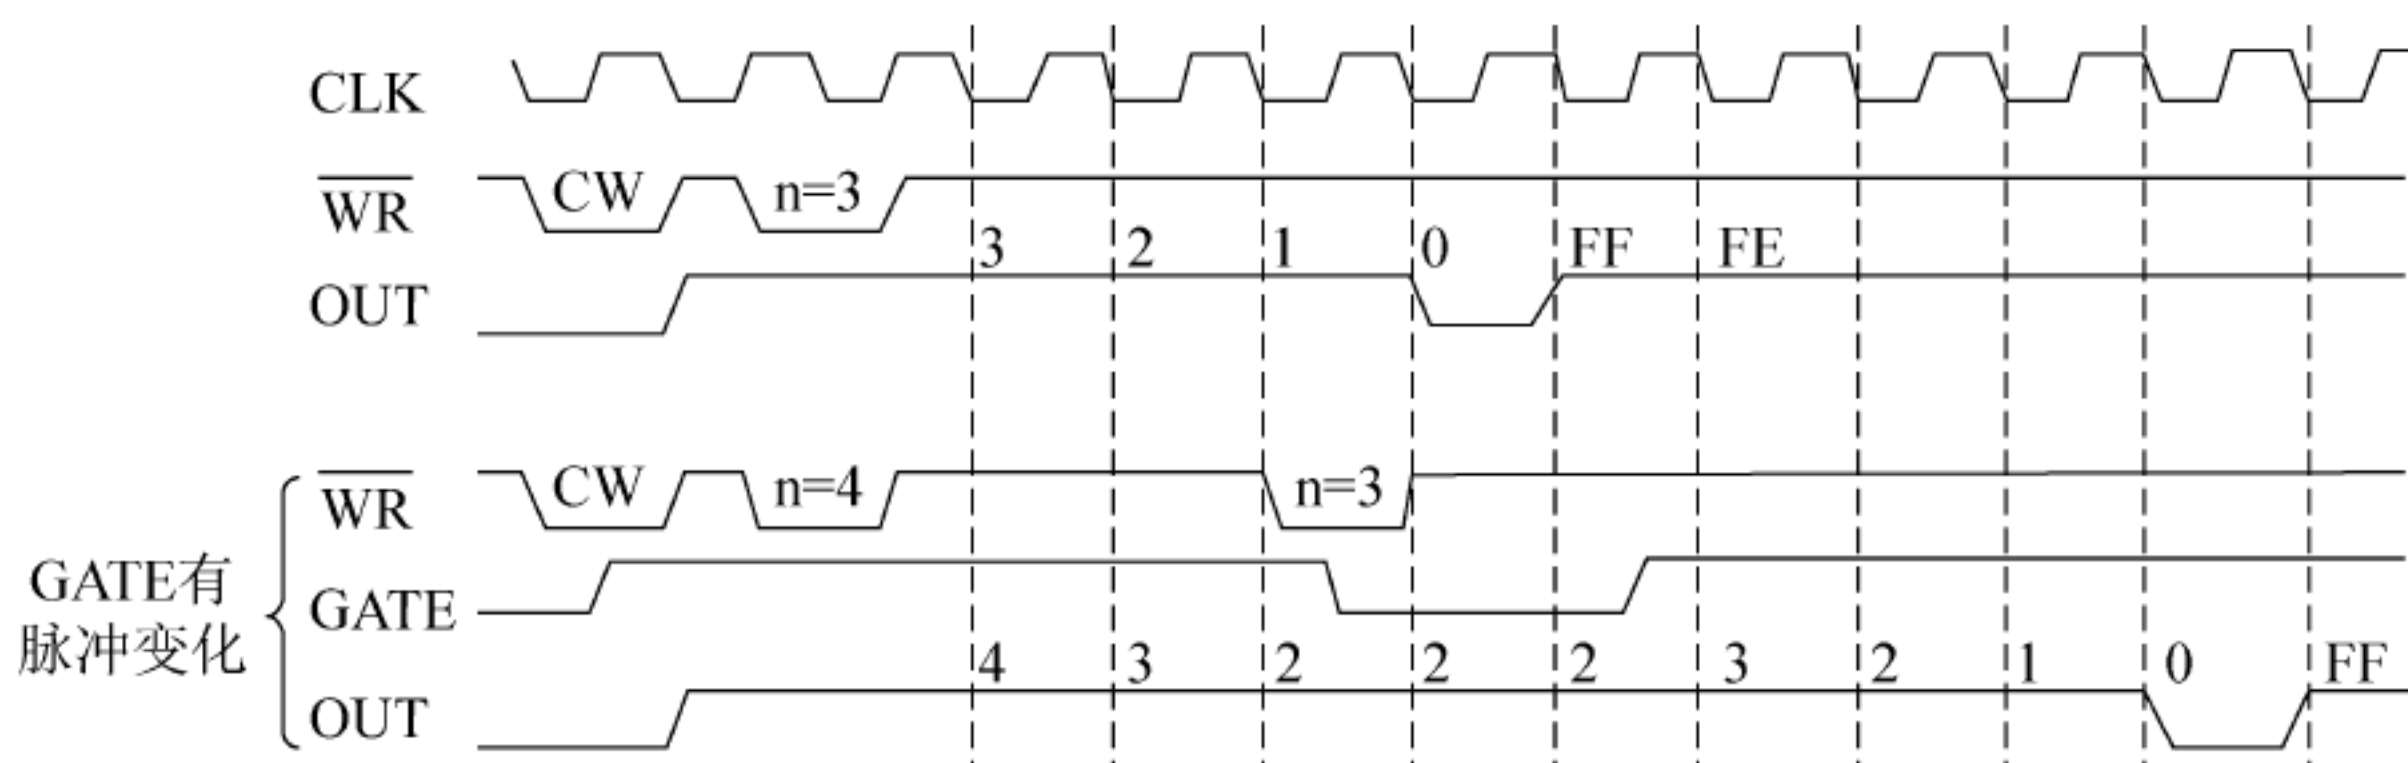 CLK
WR CW n=3
3 2 1 0 FF FE
OUT
WR CW n=4 n=3
GATE有
脉冲变化
GATE
4 3 2 2 2 3 2 1 0 FF
OUT